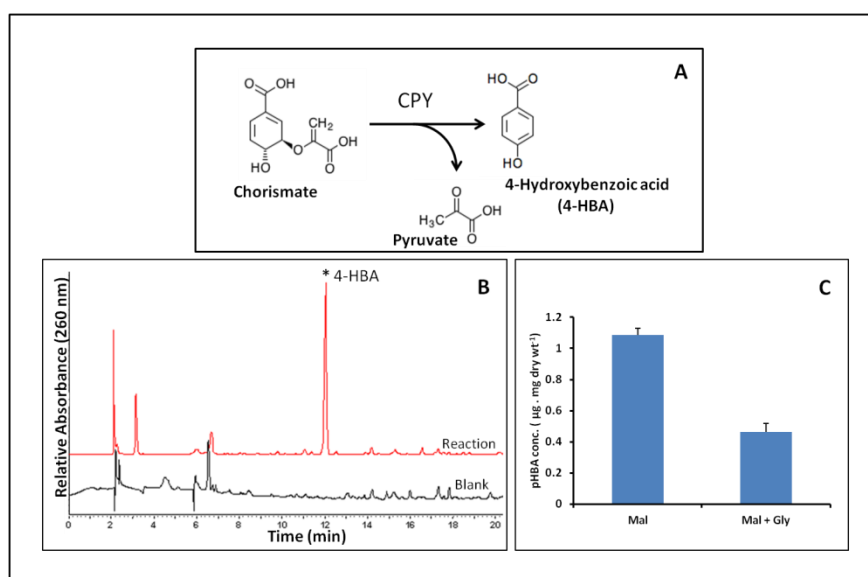 A
HO
O
CH₂
O
OH
O
HO
Chorismate
CPY
HO
O
OH
4-Hydroxybenzoic acid
(4-HBA)
O
OH
H₃C
O
Pyruvate
B
* 4-HBA
Relative Absorbance (260 nm)
Reaction
Blank
0 2 4 6 8 10 12 14 16 18 20
Time (min)
C
pHBA conc. ( µg . mg dry wt⁻¹)
1.2
1
0.8
0.6
0.4
0.2
0
Mal Mal + Gly